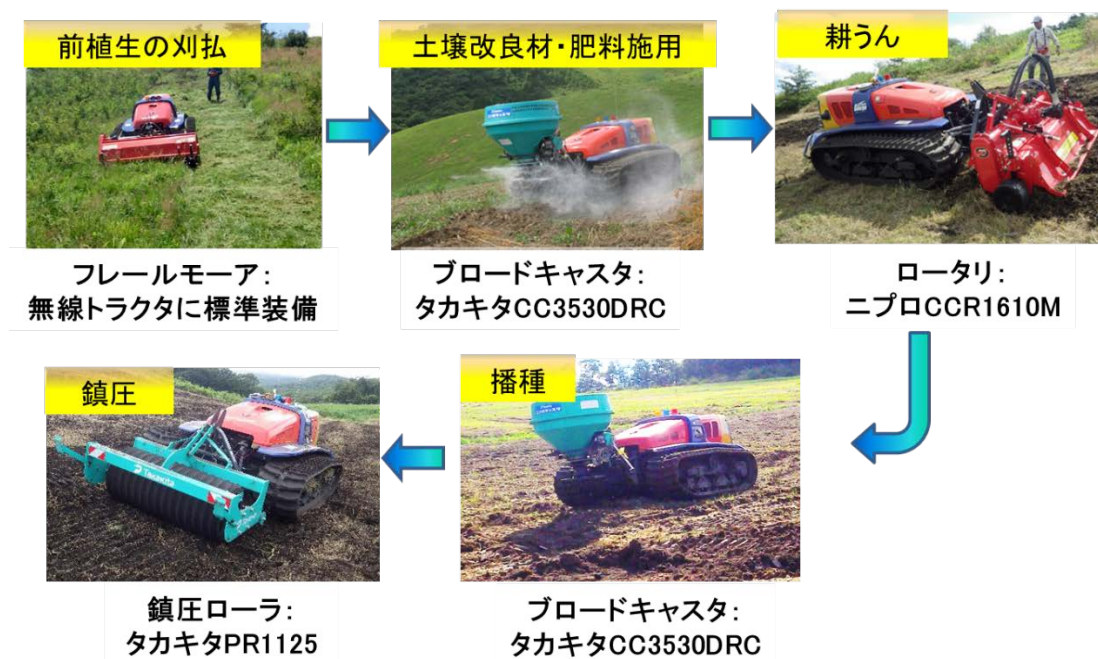 前植生の刈払
土壌改良材・肥料施用
耕うん
フレールモーア：
無線トラクタに標準装備
ブロードキャスタ：
タカキタCC3530DRC
ロータリ：
ニプロCCR1610M
鎮圧
播種
Takakita
鎮圧ローラ：
タカキタPR1125
ブロードキャスタ：
タカキタCC3530DRC